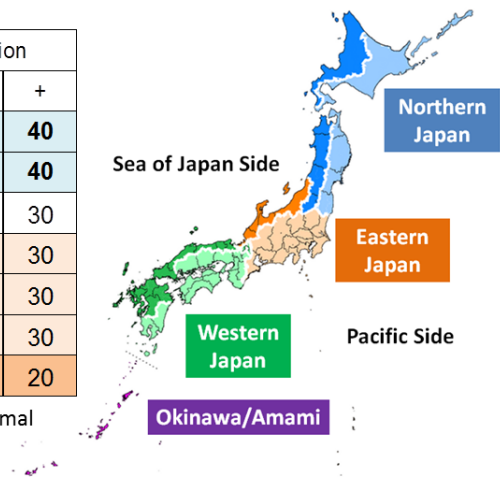 ion
+
40
40
30
30
30
30
20
mal
Northern
Japan
Sea of Japan Side
Eastern
Japan
Pacific Side
Western
Japan
Okinawa/Amami